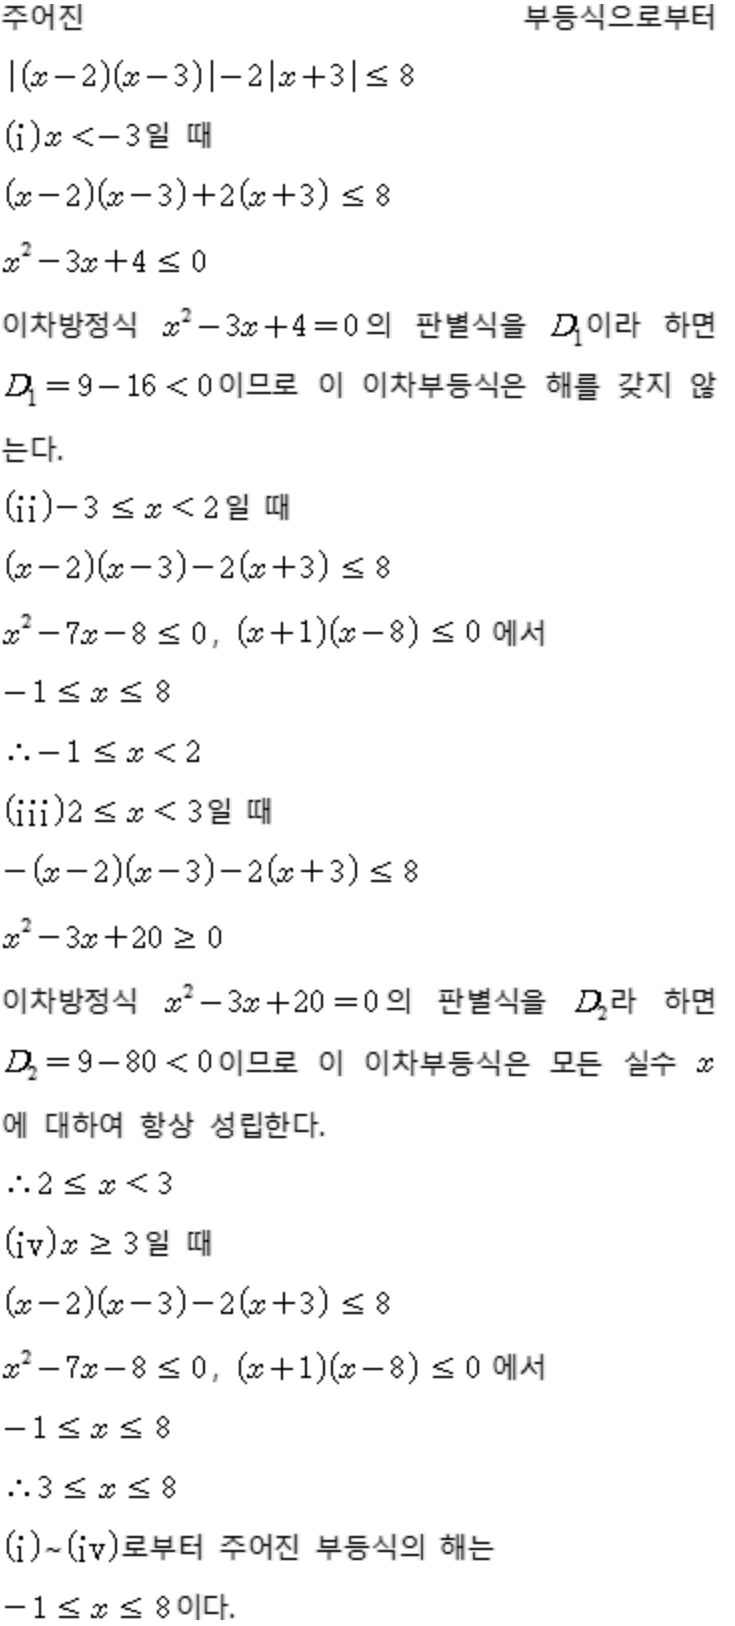 주어진 부등식으로부터
|(x-2)(x-3)|-2|x+3| ≤ 8
(i) x < -3일 때
(x-2)(x-3)+2(x+3) ≤ 8
x²-3x+4 ≤ 0
이차방정식 x²-3x+4=0의 판별식을 D₁이라 하면
D₁=9-16<0이므로 이 이차부등식은 해를 갖지 않
는다.
(ii) -3 ≤ x < 2일 때
(x-2)(x-3)-2(x+3) ≤ 8
x²-7x-8 ≤ 0, (x+1)(x-8) ≤ 0 에서
-1 ≤ x ≤ 8
∴ -1 ≤ x < 2
(iii) 2 ≤ x < 3일 때
-(x-2)(x-3)-2(x+3) ≤ 8
x²-3x+20 ≥ 0
이차방정식 x²-3x+20=0의 판별식을 D₂라 하면
D₂=9-80<0이므로 이 이차부등식은 모든 실수 x
에 대하여 항상 성립한다.
∴ 2 ≤ x < 3
(iv) x ≥ 3일 때
(x-2)(x-3)-2(x+3) ≤ 8
x²-7x-8 ≤ 0, (x+1)(x-8) ≤ 0 에서
-1 ≤ x ≤ 8
∴ 3 ≤ x ≤ 8
(i)~(iv)로부터 주어진 부등식의 해는
-1 ≤ x ≤ 8이다.